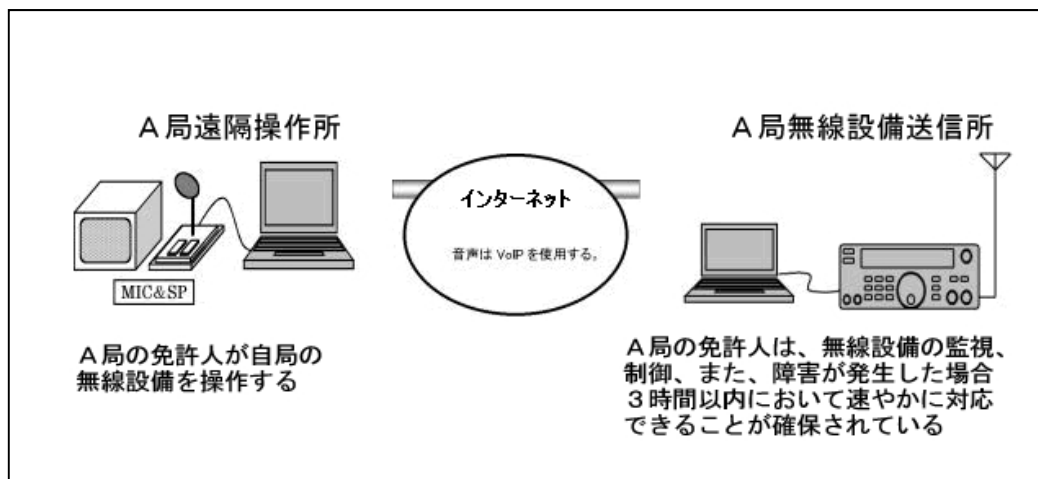 A局遠隔操作所
A局無線設備送信所
インターネット
音声は VoIP を使用する。
MIC&SP
A局の免許人が自局の
無線設備を操作する
A局の免許人は、無線設備の監視、
制御、また、障害が発生した場合
３時間以内において速やかに対応
できることが確保されている